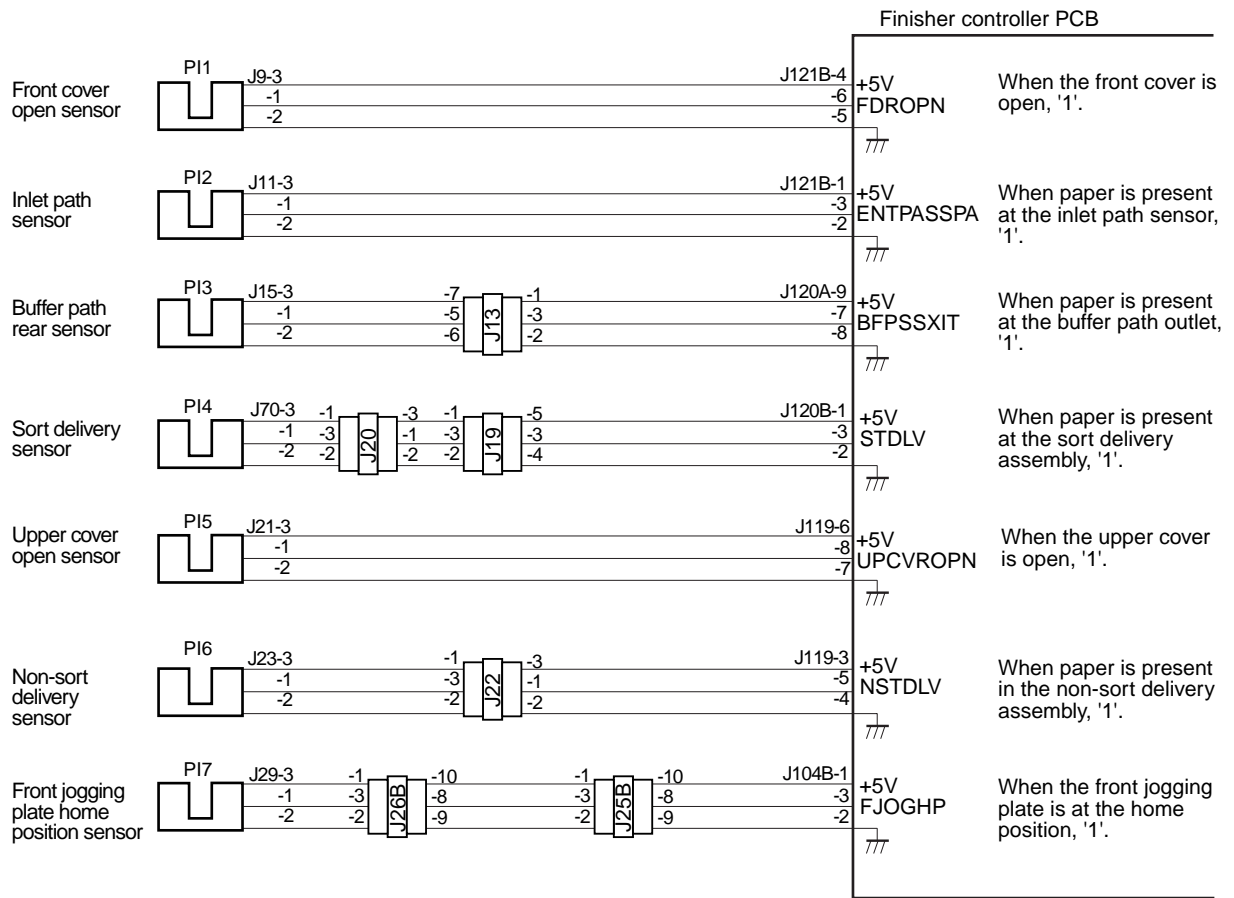 Finisher controller PCB
Front cover
open sensor
PI1
J9-3
-1
-2
J121B-4
-6
-5
+5V
FDROPN
When the front cover is
open, '1'.
Inlet path
sensor
PI2
J11-3
-1
-2
J121B-1
-3
-2
+5V
ENTPASSPA
When paper is present
at the inlet path sensor,
'1'.
Buffer path
rear sensor
PI3
J15-3
-1
-2
-7
-5
-6
J13
-1
-3
-2
J120A-9
-7
-8
+5V
BFPSSXIT
When paper is present
at the buffer path outlet,
'1'.
Sort delivery
sensor
PI4
J70-3
-1
-2
-1
-3
-2
J20
-3
-1
-2
-1
-3
-2
J19
-5
-3
-4
J120B-1
-3
-2
+5V
STDLV
When paper is present
at the sort delivery
assembly, '1'.
Upper cover
open sensor
PI5
J21-3
-1
-2
J119-6
-8
-7
+5V
UPCVROPN
When the upper cover
is open, '1'.
Non-sort
delivery
sensor
PI6
J23-3
-1
-2
-1
-3
-2
J22
-3
-1
-2
J119-3
-5
-4
+5V
NSTDLV
When paper is present
in the non-sort delivery
assembly, '1'.
Front jogging
plate home
position sensor
PI7
J29-3
-1
-2
-1
-3
-2
J26B
-10
-8
-9
-1
-3
-2
J25B
-10
-8
-9
J104B-1
-3
-2
+5V
FJOGHP
When the front jogging
plate is at the home
position, '1'.